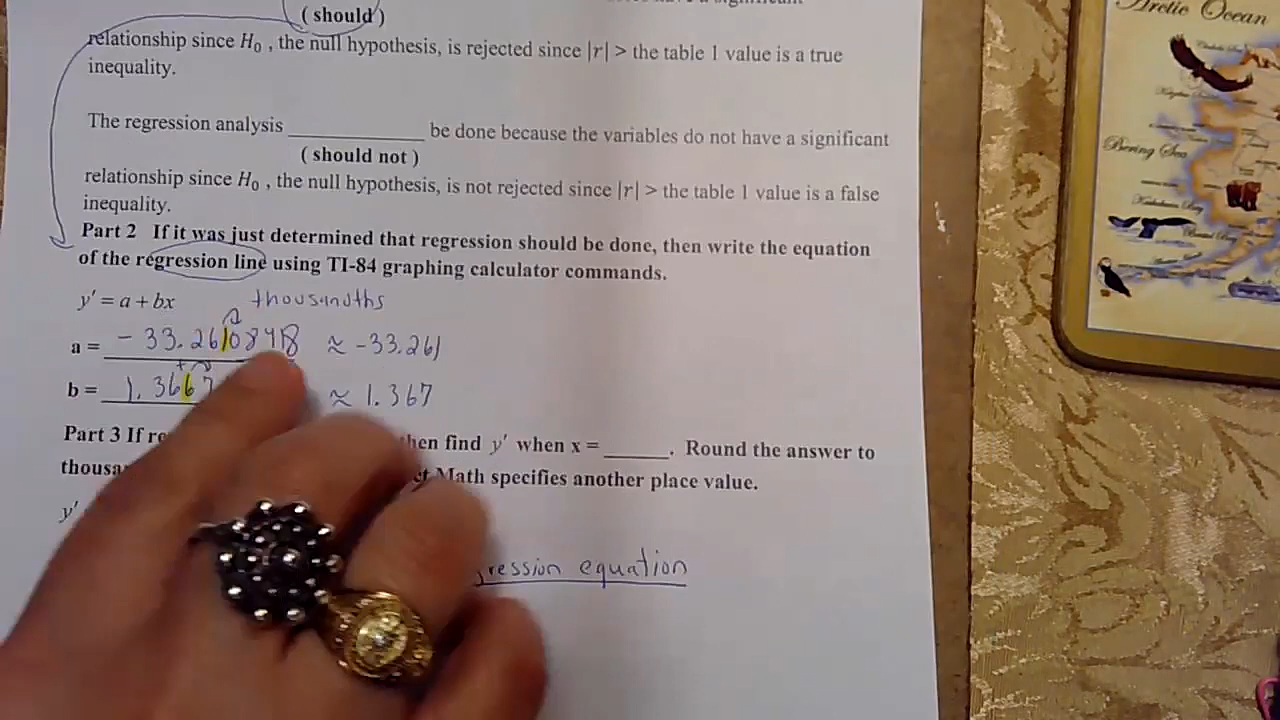 ( should )
relationship since H₀ , the null hypothesis, is rejected since |r| > the table 1 value is a true
inequality.
The regression analysis ____________ be done because the variables do not have a significant
( should not )
relationship since H₀ , the null hypothesis, is not rejected since |r| > the table 1 value is a false
inequality.
Part 2 If it was just determined that regression should be done, then write the equation
of the regression line using TI-84 graphing calculator commands.
y' = a + bx thousandths
a = -33.2610848 ≈ -33.261
b = 1.3667 ≈ 1.367
Part 3 If then find y' when x = ______. Round the answer to
Math specifies another place value.
y'
equation
Arctic Ocean
Bering Sea